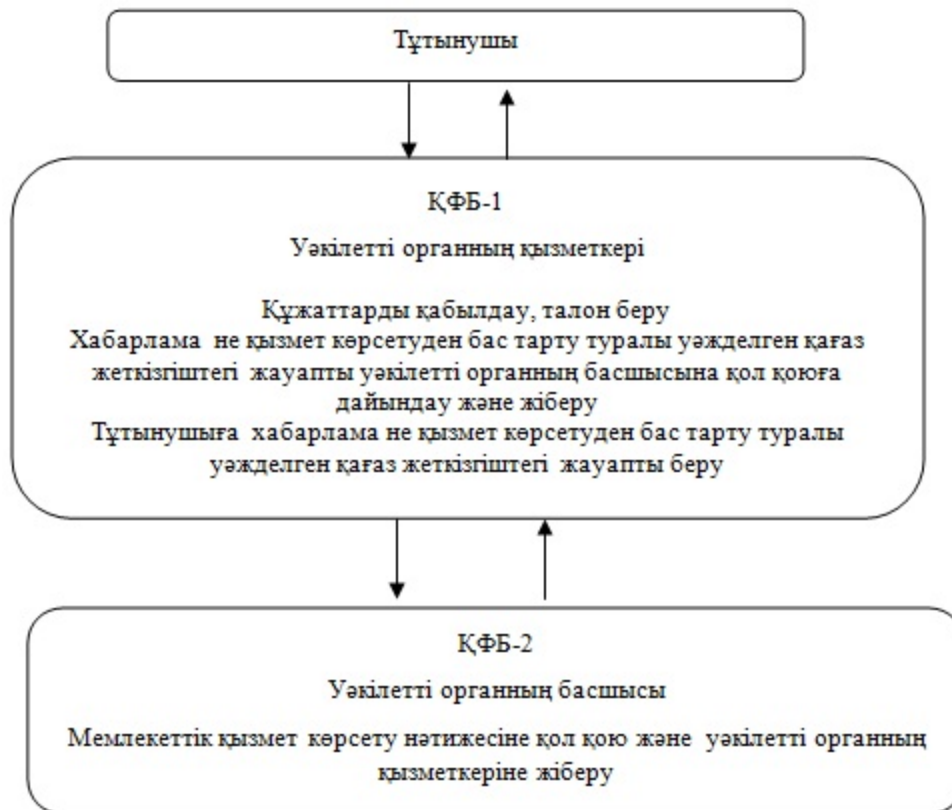 Тұтынушы
ҚФБ-1
Уәкілетті органның қызметкері
Құжаттарды қабылдау, талон беру
Хабарлама не қызмет көрсетуден бас тарту туралы уәжделген қағаз
жеткізгіштегі жауапты уәкілетті органның басшысына қол қоюға
дайындау және жіберу
Тұтынушыға хабарлама не қызмет көрсетуден бас тарту туралы
уәжделген қағаз жеткізгіштегі жауапты беру
ҚФБ-2
Уәкілетті органның басшысы
Мемлекеттік қызмет көрсету нәтижесіне қол қою және уәкілетті органның
қызметкеріне жіберу